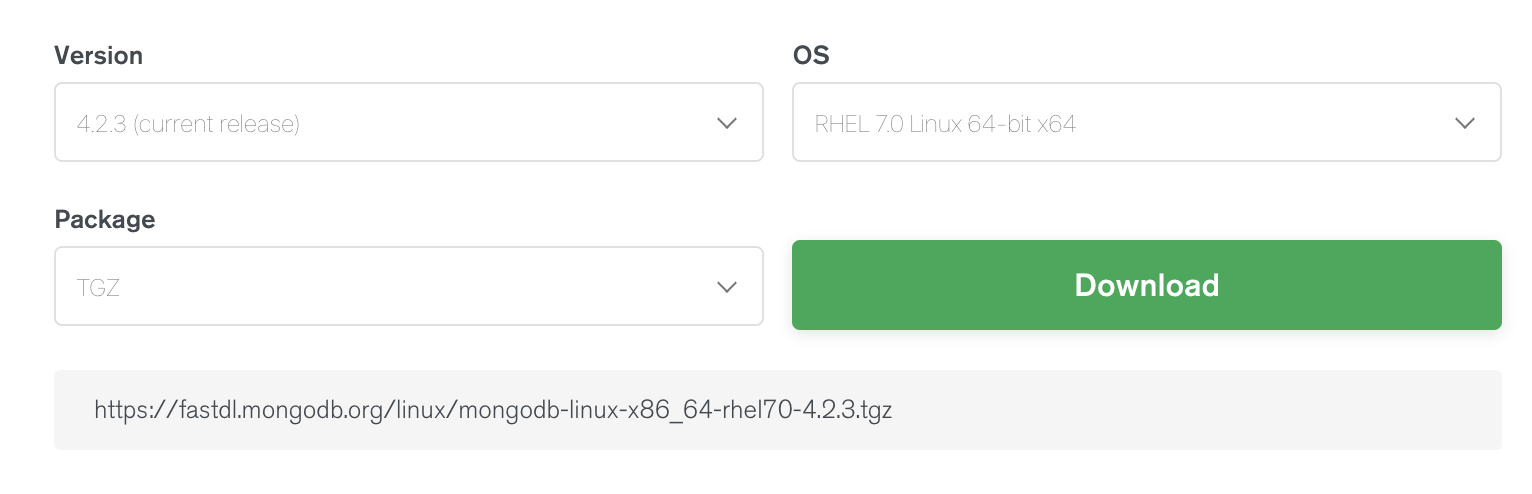 Version
OS
4.2.3 (current release)
RHEL 7.0 Linux 64-bit x64
Package
TGZ
Download
https://fastdl.mongodb.org/linux/mongodb-linux-x86_64-rhel70-4.2.3.tgz